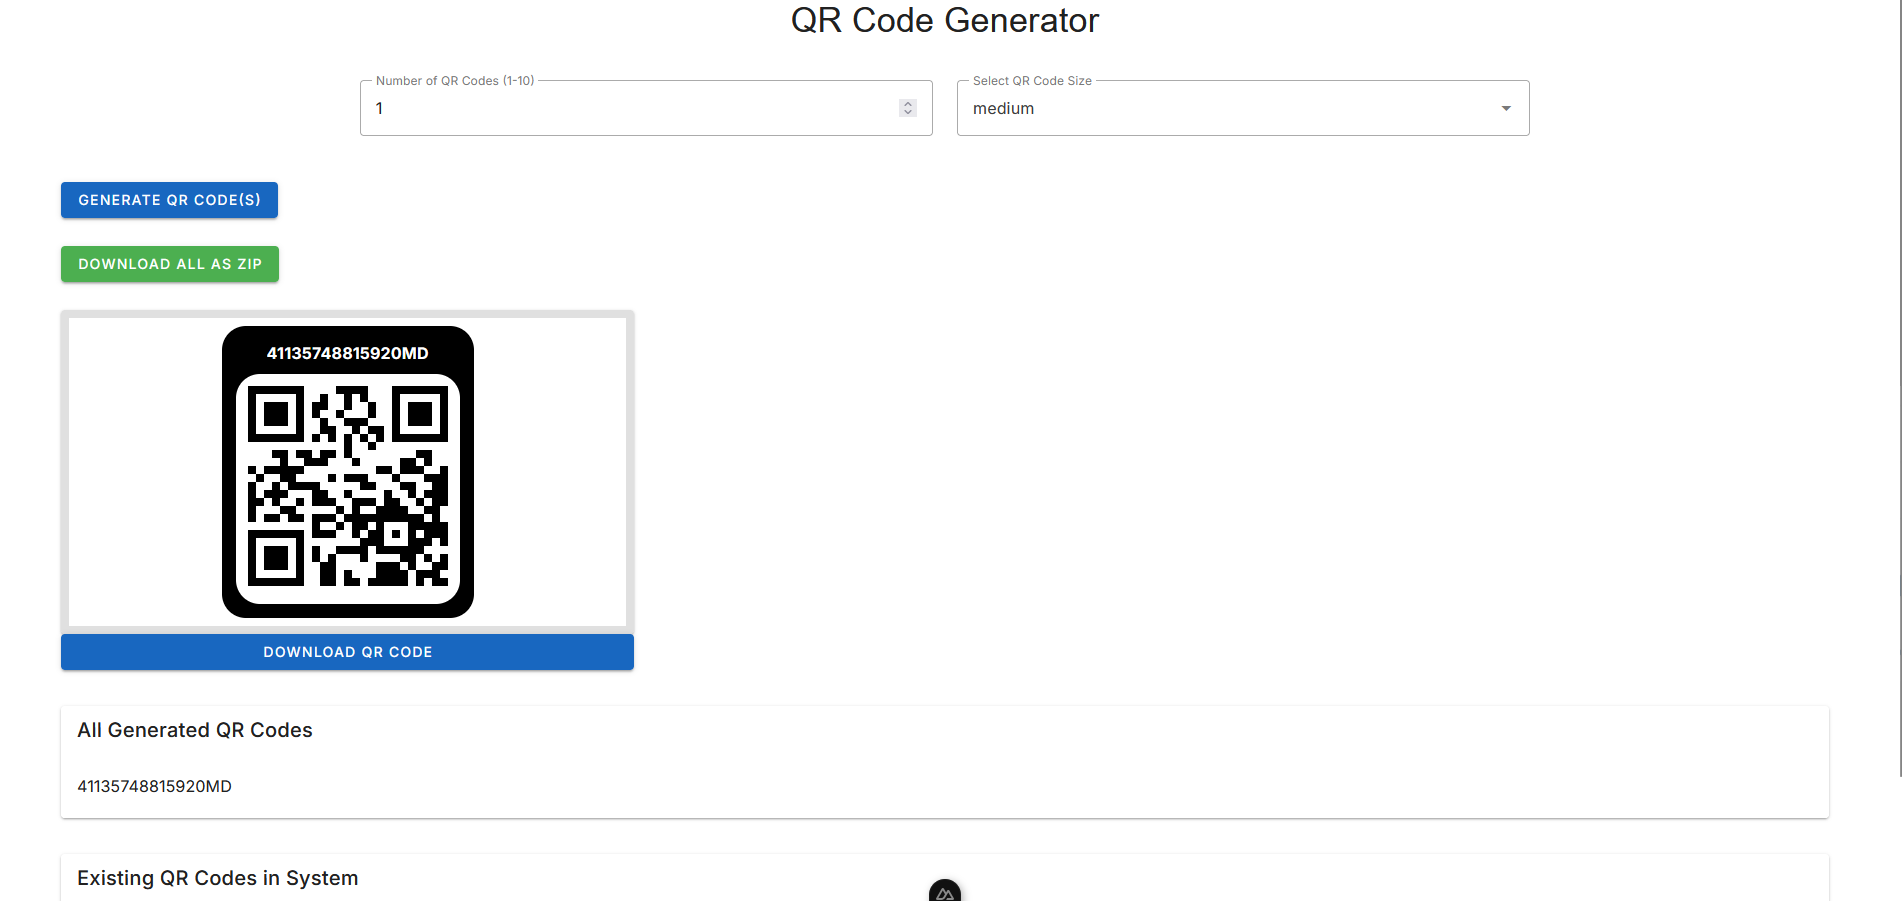 QR Code Generator
Number of QR Codes (1-10)
1
Select QR Code Size
medium
GENERATE QR CODE(S)
DOWNLOAD ALL AS ZIP
41135748815920MD
DOWNLOAD QR CODE
All Generated QR Codes
41135748815920MD
Existing QR Codes in System